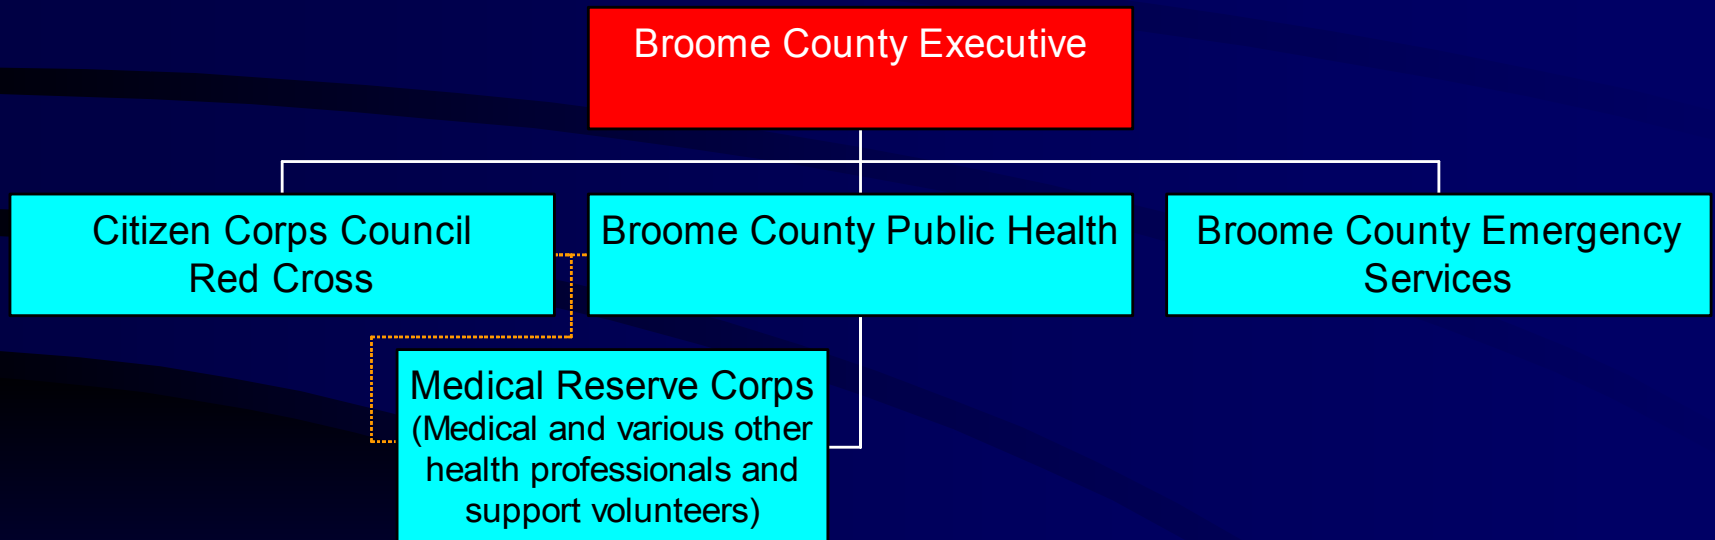 Broome County Executive
Citizen Corps Council
Red Cross
Broome County Public Health
Broome County Emergency
Services
Medical Reserve Corps
(Medical and various other
health professionals and
support volunteers)